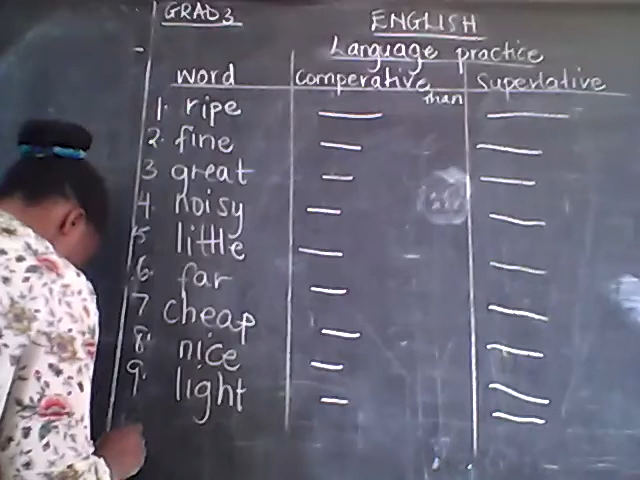 GRAD3
ENGLISH
Language practice
word comperative than superlative
1. ripe
2. fine
3 great
4. noisy
5 little
6. far
7 cheap
8. nice
9. light